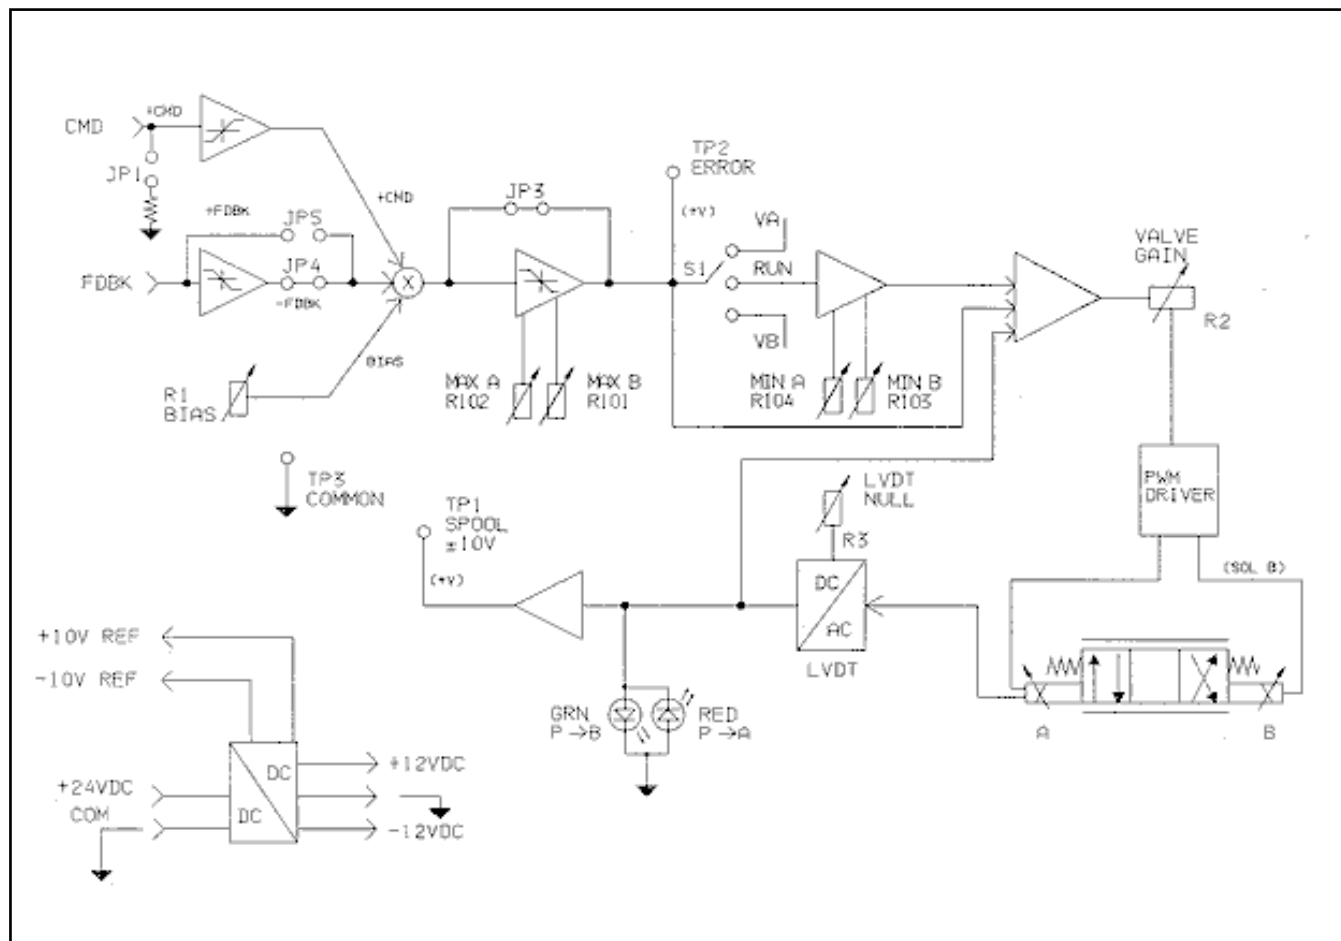 +CMD
CMD
JP1
+CMD
+FDBK
JP5
FDBK
JP4
-FDBK
BIAS
R1
BIAS
TP3
COMMON
JP3
MAX A
R102
MAX B
R101
TP2
ERROR
(+V)
VA
S1
RUN
VB
MIN A
R104
MIN B
R103
VALVE
GAIN
R2
PWM
DRIVER
(SOL B)
LVDT
NULL
R3
TP1
SPOOL
±10V
(+V)
DC
AC
LVDT
GRN
P→B
RED
P→A
A
B
+10V REF
-10V REF
+24VDC
COM
DC
DC
+12VDC
-12VDC
X